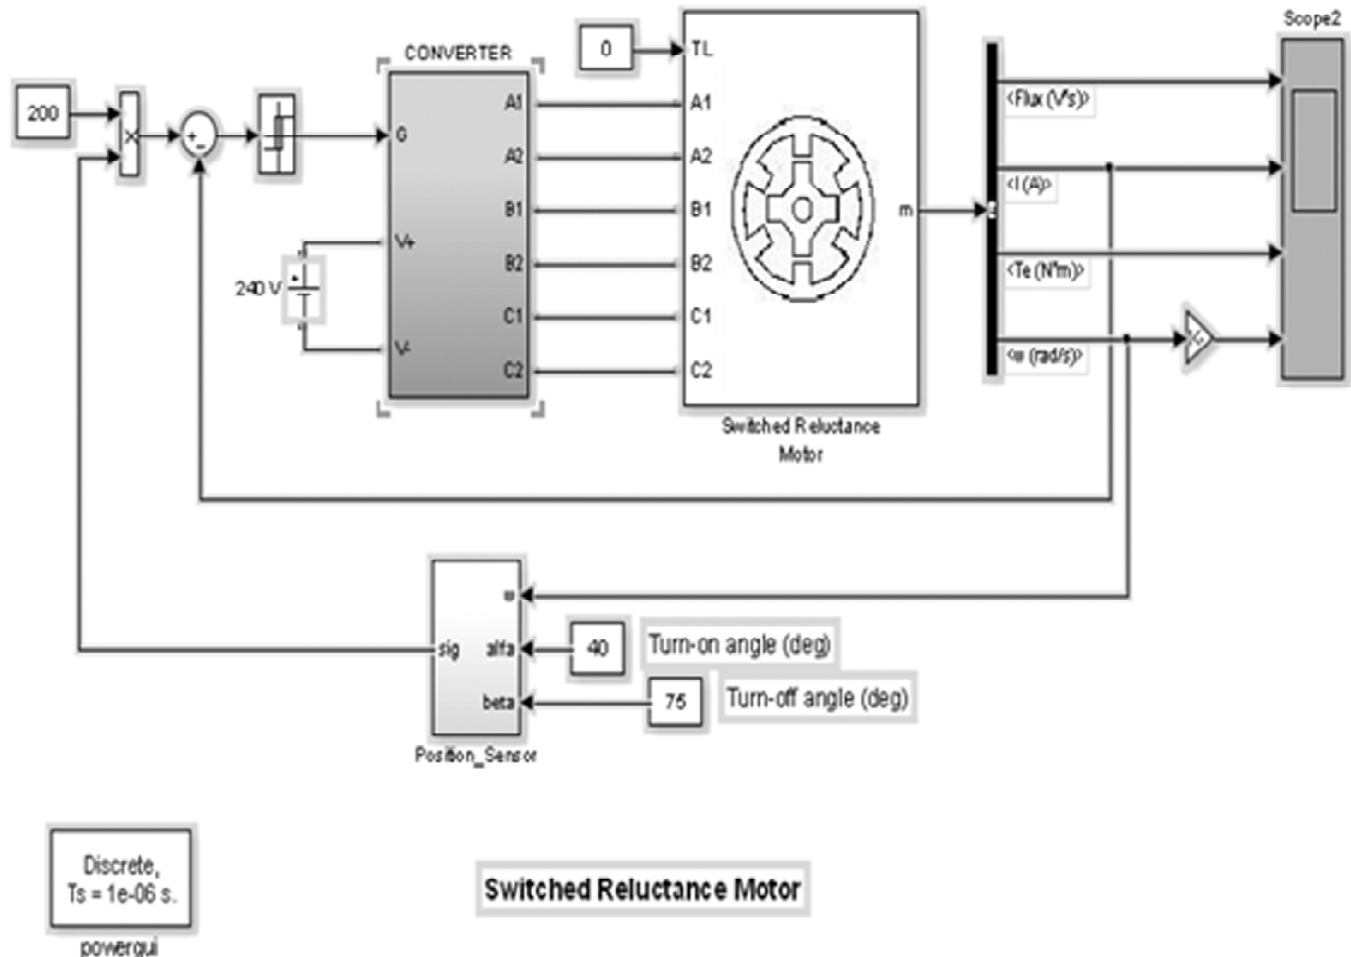 Scope2
CONVERTER
200
0
TL
A1
A2
B1
B2
C1
C2
G
V+
V-
240 V
A1
A2
B1
B2
C1
C2
m
Switched Reluctance
Motor
<Flux (V*s)>
<I (A)>
<Te (N*m)>
<w (rad/s)>
w
sig
alfa
beta
40
Turn-on angle (deg)
75
Turn-off angle (deg)
Position_Sensor
Discrete,
Ts = 1e-06 s.
powergui
Switched Reluctance Motor